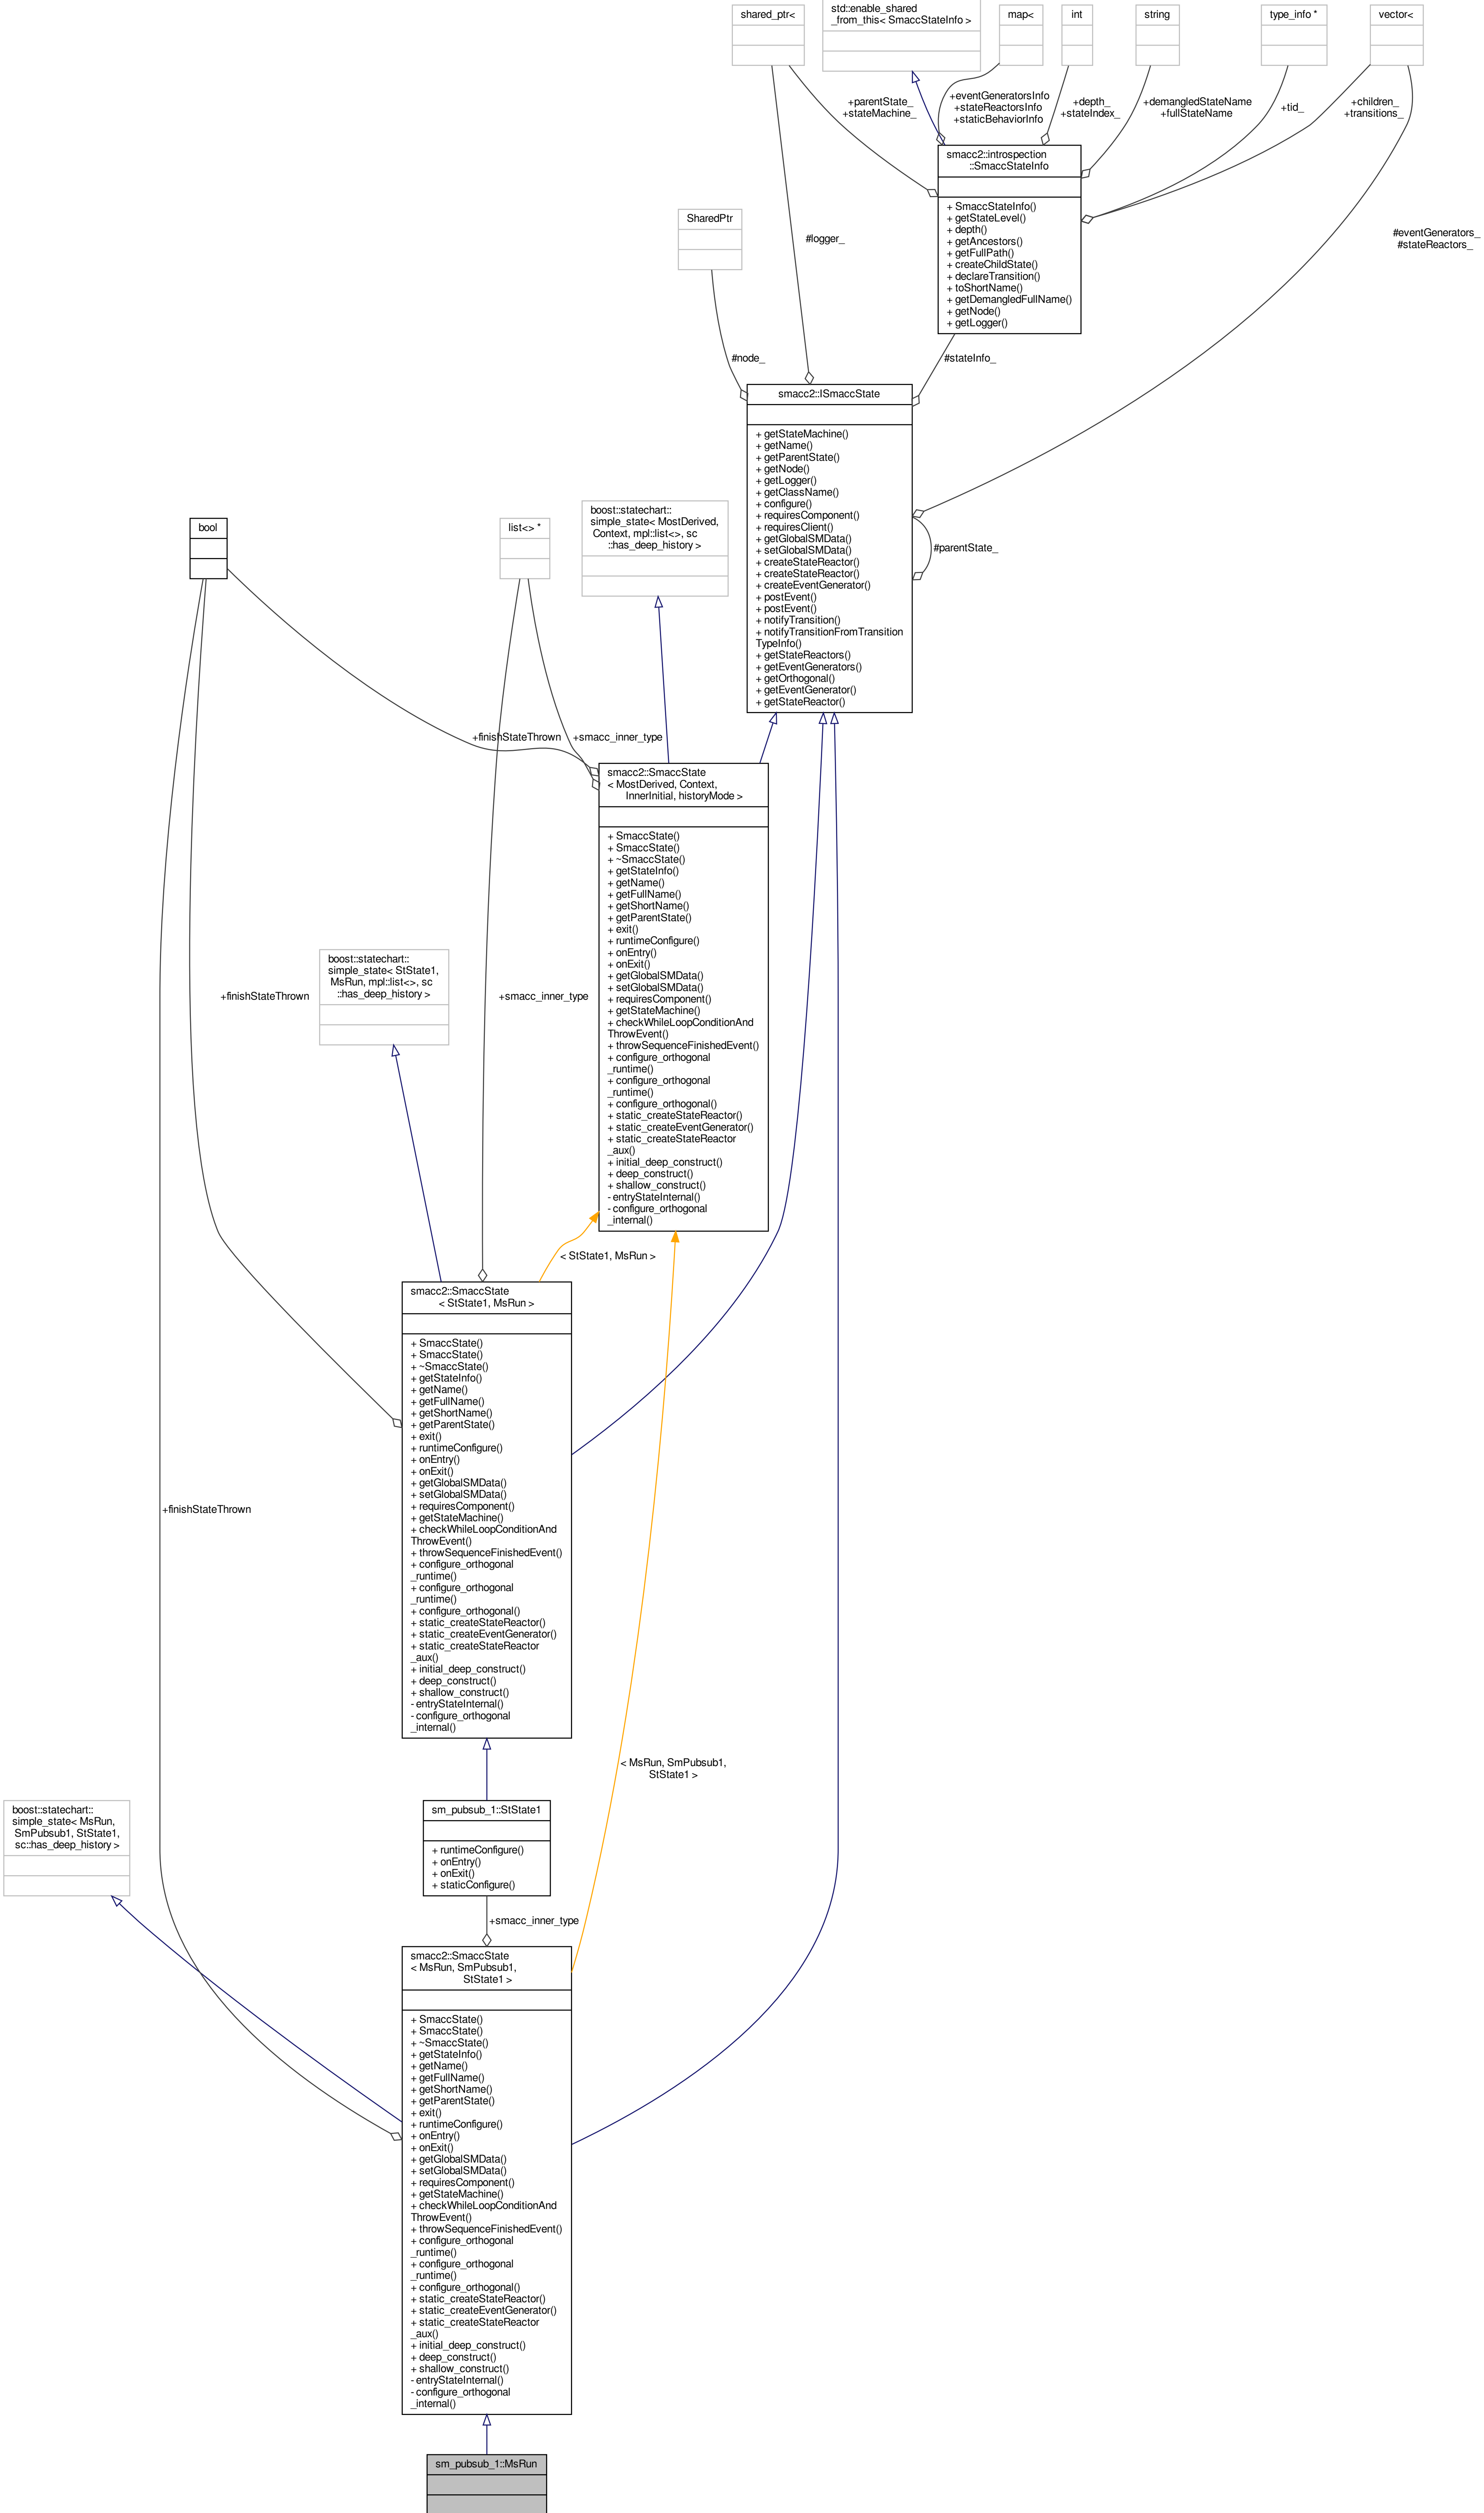 shared_ptr<
std::enable_shared
_from_this< SmaccStateInfo >
map<
int
string
type_info *
vector<
+parentState_
+stateMachine_
+eventGeneratorsInfo
+stateReactorsInfo
+staticBehaviorInfo
+depth_
+stateIndex_
+demangledStateName
+fullStateName
+tid_
+children_
+transitions_
smacc2::introspection
::SmaccStateInfo
+ SmaccStateInfo()
+ getStateLevel()
+ depth()
+ getAncestors()
+ getFullPath()
+ createChildState()
+ declareTransition()
+ toShortName()
+ getDemangledFullName()
+ getNode()
+ getLogger()
SharedPtr
#logger_
#eventGenerators_
#stateReactors_
#node_
#stateInfo_
smacc2::ISmaccState
+ getStateMachine()
+ getName()
+ getParentState()
+ getNode()
+ getLogger()
+ getClassName()
+ configure()
+ requiresComponent()
+ requiresClient()
+ getGlobalSMData()
+ setGlobalSMData()
+ createStateReactor()
+ createStateReactor()
+ createEventGenerator()
+ postEvent()
+ postEvent()
+ notifyTransition()
+ notifyTransitionFromTransition
TypeInfo()
+ getStateReactors()
+ getEventGenerators()
+ getOrthogonal()
+ getEventGenerator()
+ getStateReactor()
#parentState_
bool
list<> *
boost::statechart::
simple_state< MostDerived,
Context, mpl::list<>, sc
::has_deep_history >
+finishStateThrown
+smacc_inner_type
smacc2::SmaccState
< MostDerived, Context,
InnerInitial, historyMode >
+ SmaccState()
+ SmaccState()
+ ~SmaccState()
+ getStateInfo()
+ getName()
+ getFullName()
+ getShortName()
+ getParentState()
+ exit()
+ runtimeConfigure()
+ onEntry()
+ onExit()
+ getGlobalSMData()
+ setGlobalSMData()
+ requiresComponent()
+ getStateMachine()
+ checkWhileLoopConditionAnd
ThrowEvent()
+ throwSequenceFinishedEvent()
+ configure_orthogonal
_runtime()
+ configure_orthogonal
_runtime()
+ configure_orthogonal()
+ static_createStateReactor()
+ static_createEventGenerator()
+ static_createStateReactor
_aux()
+ initial_deep_construct()
+ deep_construct()
+ shallow_construct()
- entryStateInternal()
- configure_orthogonal
_internal()
boost::statechart::
simple_state< StState1,
MsRun, mpl::list<>, sc
::has_deep_history >
+finishStateThrown
+smacc_inner_type
< StState1, MsRun >
smacc2::SmaccState
< StState1, MsRun >
+ SmaccState()
+ SmaccState()
+ ~SmaccState()
+ getStateInfo()
+ getName()
+ getFullName()
+ getShortName()
+ getParentState()
+ exit()
+ runtimeConfigure()
+ onEntry()
+ onExit()
+ getGlobalSMData()
+ setGlobalSMData()
+ requiresComponent()
+ getStateMachine()
+ checkWhileLoopConditionAnd
ThrowEvent()
+ throwSequenceFinishedEvent()
+ configure_orthogonal
_runtime()
+ configure_orthogonal
_runtime()
+ configure_orthogonal()
+ static_createStateReactor()
+ static_createEventGenerator()
+ static_createStateReactor
_aux()
+ initial_deep_construct()
+ deep_construct()
+ shallow_construct()
- entryStateInternal()
- configure_orthogonal
_internal()
+finishStateThrown
< MsRun, SmPubsub1,
StState1 >
boost::statechart::
simple_state< MsRun,
SmPubsub1, StState1,
sc::has_deep_history >
sm_pubsub_1::StState1
+ runtimeConfigure()
+ onEntry()
+ onExit()
+ staticConfigure()
+smacc_inner_type
smacc2::SmaccState
< MsRun, SmPubsub1,
StState1 >
+ SmaccState()
+ SmaccState()
+ ~SmaccState()
+ getStateInfo()
+ getName()
+ getFullName()
+ getShortName()
+ getParentState()
+ exit()
+ runtimeConfigure()
+ onEntry()
+ onExit()
+ getGlobalSMData()
+ setGlobalSMData()
+ requiresComponent()
+ getStateMachine()
+ checkWhileLoopConditionAnd
ThrowEvent()
+ throwSequenceFinishedEvent()
+ configure_orthogonal
_runtime()
+ configure_orthogonal
_runtime()
+ configure_orthogonal()
+ static_createStateReactor()
+ static_createEventGenerator()
+ static_createStateReactor
_aux()
+ initial_deep_construct()
+ deep_construct()
+ shallow_construct()
- entryStateInternal()
- configure_orthogonal
_internal()
sm_pubsub_1::MsRun